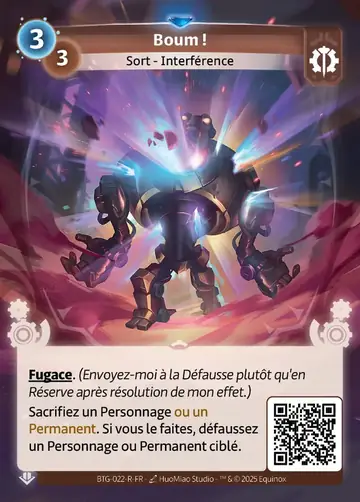 3
3
Boum !
Sort - Interférence
Fugace. (Envoyez-moi à la Défausse plutôt qu'en
Réserve après résolution de mon effet.)
Sacrifiez un Personnage ou un
Permanent. Si vous le faites, défaussez
un Personnage ou Permanent ciblé.
BTG-022-R-FR - HuoMiao Studio - ™ & © 2025 Equinox